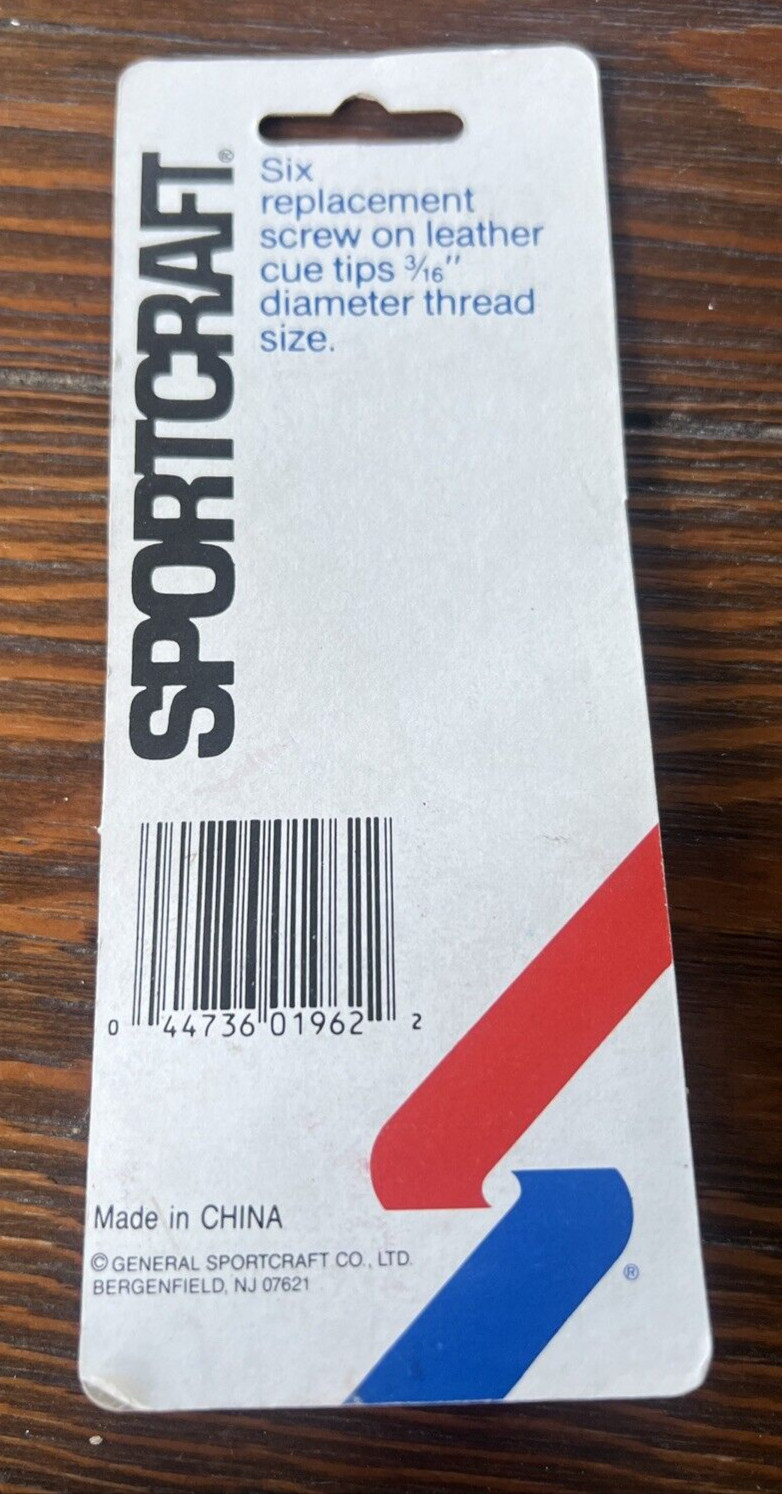 SPORTCRAFT®
Six
replacement
screw on leather
cue tips 3/16"
diameter thread
size.
0 44736 01962 2
Made in CHINA
© GENERAL SPORTCRAFT CO., LTD.
BERGENFIELD, NJ 07621
®